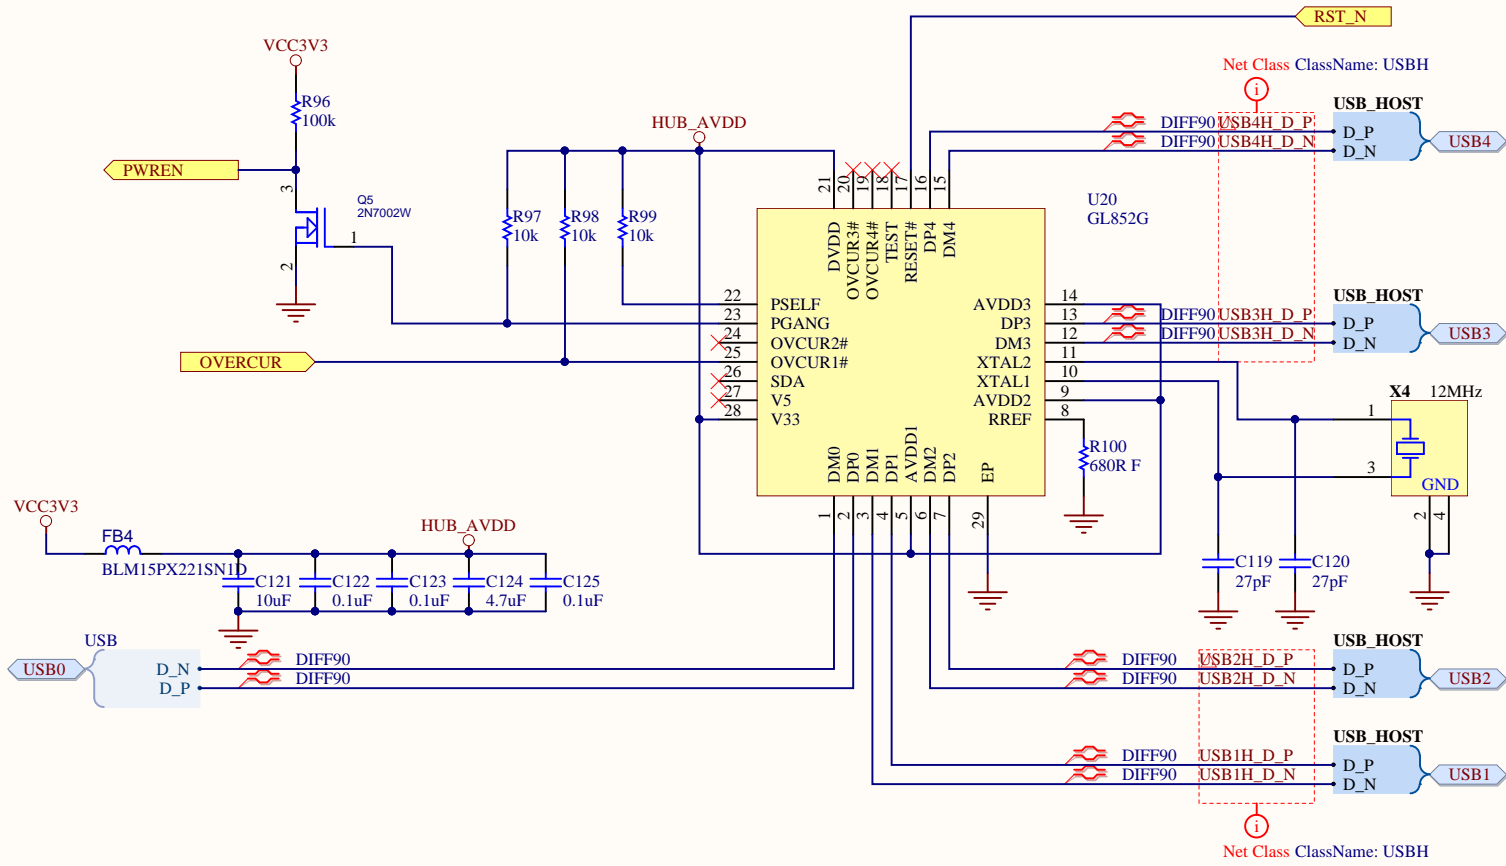 RST_N
VCC3V3
Net Class ClassName: USBH
i
R96
100k
HUB_AVDD
DIFF90 USB4H_D_P
DIFF90 USB4H_D_N
USB_HOST
D_P
D_N
USB4
PWREN
3
Q5
2N7002W
1
2
R97
10k
R98
10k
R99
10k
21
20
19
18
17
16
15
U20
GL852G
DVDD
OVCUR3#
OVCUR4#
TEST
RESET#
DP4
DM4
22 PSELF
23 PGANG
24 OVCUR2#
25 OVCUR1#
26 SDA
27 V5
28 V33
AVDD3 14
DP3 13
DM3 12
XTAL2 11
XTAL1 10
AVDD2 9
RREF 8
DIFF90 USB3H_D_P
DIFF90 USB3H_D_N
USB_HOST
D_P
D_N
USB3
OVERCUR
X4 12MHz
1
3
GND
2
4
R100
680R F
DM0
DP0
DM1
DP1
AVDD1
DM2
DP2
EP
1
2
3
4
5
6
7
29
VCC3V3
FB4
BLM15PX221SN1D
HUB_AVDD
C121
10uF
C122
0.1uF
C123
0.1uF
C124
4.7uF
C125
0.1uF
C119
27pF
C120
27pF
USB
USB0
D_N
D_P
DIFF90
DIFF90
DIFF90 USB2H_D_P
DIFF90 USB2H_D_N
USB_HOST
D_P
D_N
USB2
DIFF90 USB1H_D_P
DIFF90 USB1H_D_N
USB_HOST
D_P
D_N
USB1
i
Net Class ClassName: USBH